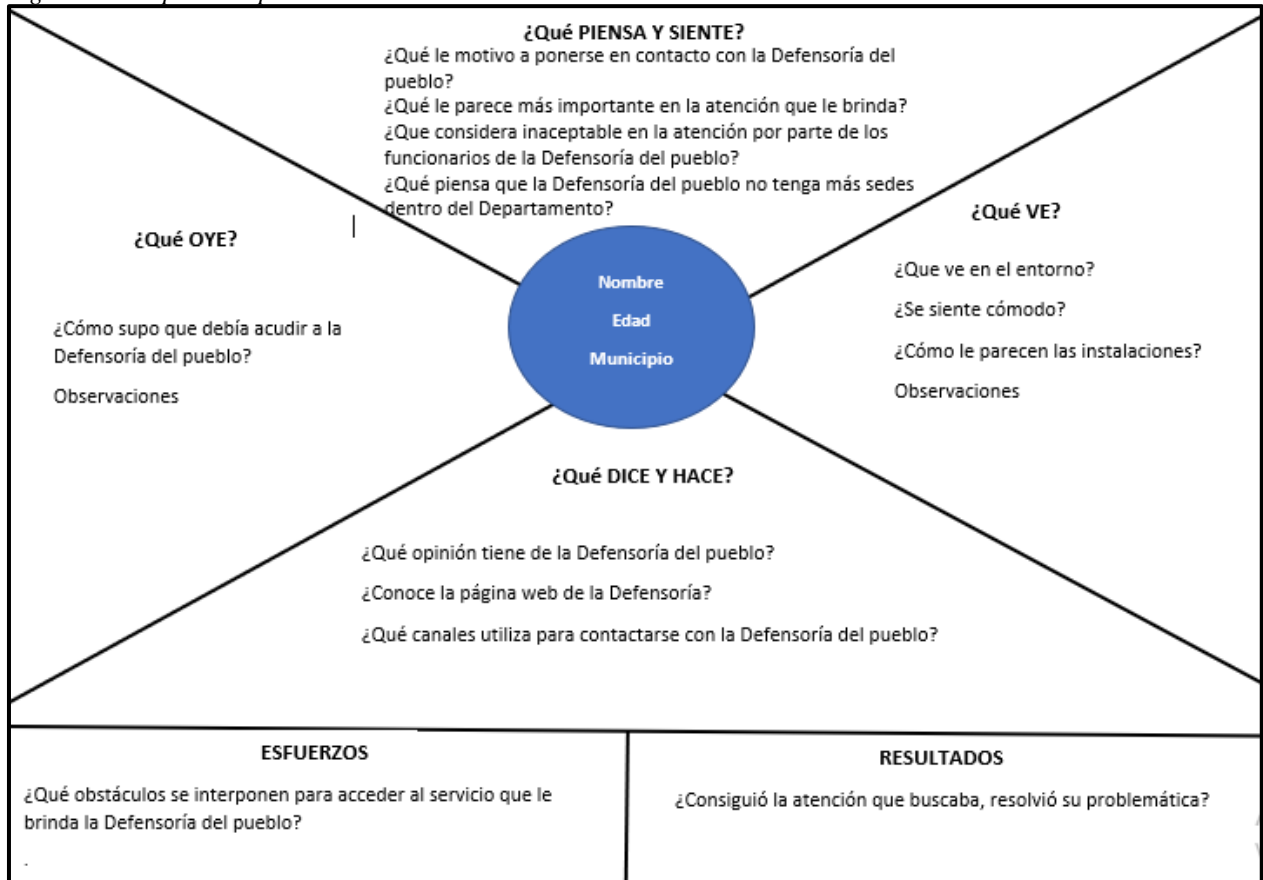 ¿Qué PIENSA Y SIENTE?
¿Qué le motivo a ponerse en contacto con la Defensoría del
pueblo?
¿Qué le parece más importante en la atención que le brinda?
¿Que considera inaceptable en la atención por parte de los
funcionarios de la Defensoría del pueblo?
¿Qué piensa que la Defensoría del pueblo no tenga más sedes
dentro del Departamento?
¿Qué OYE?
¿Cómo supo que debía acudir a la
Defensoría del pueblo?
Observaciones
Nombre
Edad
Municipio
¿Qué VE?
¿Que ve en el entorno?
¿Se siente cómodo?
¿Cómo le parecen las instalaciones?
Observaciones
¿Qué DICE Y HACE?
¿Qué opinión tiene de la Defensoría del pueblo?
¿Conoce la página web de la Defensoría?
¿Qué canales utiliza para contactarse con la Defensoría del pueblo?
ESFUERZOS
¿Qué obstáculos se interponen para acceder al servicio que le
brinda la Defensoría del pueblo?
.
RESULTADOS
¿Consiguió la atención que buscaba, resolvió su problemática?